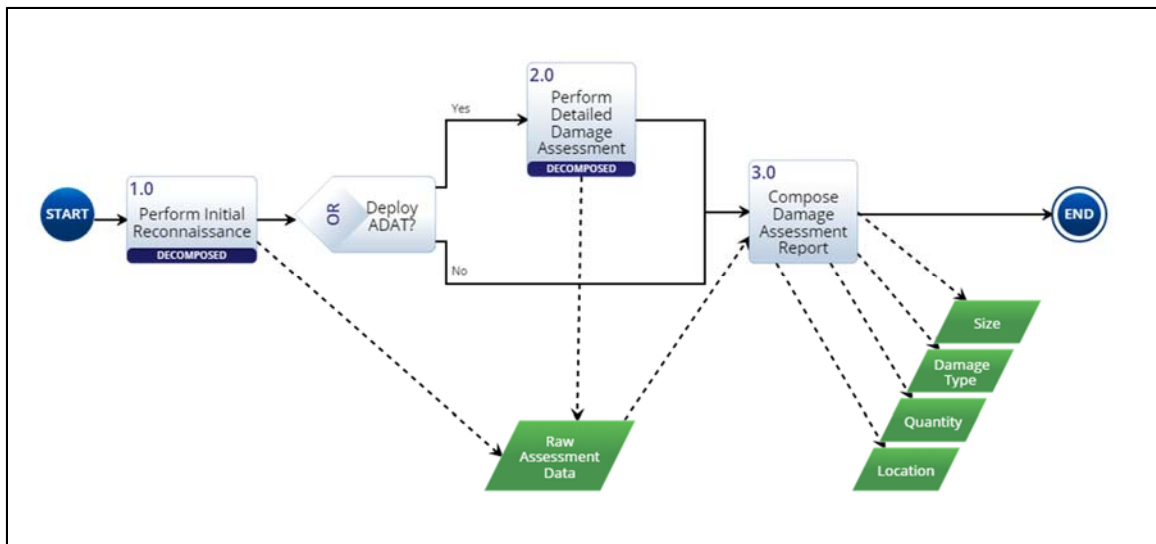 START
1.0
Perform Initial
Reconnaissance
DECOMPOSED
OR
Deploy
ADAT?
Yes
No
2.0
Perform
Detailed
Damage
Assessment
DECOMPOSED
3.0
Compose
Damage
Assessment
Report
END
Raw
Assessment
Data
Size
Damage
Type
Quantity
Location